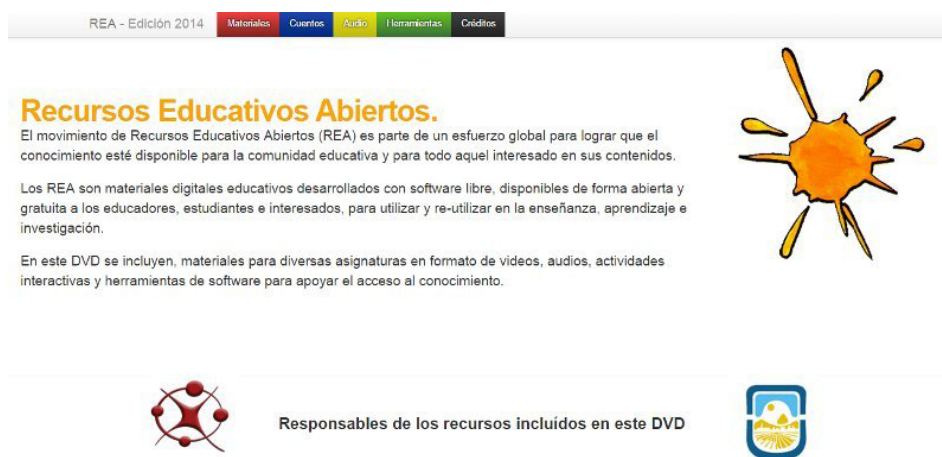 REA - Edición 2014 Materiales Cuentos Audio Herramientas Créditos
Recursos Educativos Abiertos.
El movimiento de Recursos Educativos Abiertos (REA) es parte de un esfuerzo global para lograr que el
conocimiento esté disponible para la comunidad educativa y para todo aquel interesado en sus contenidos.
Los REA son materiales digitales educativos desarrollados con software libre, disponibles de forma abierta y
gratuita a los educadores, estudiantes e interesados, para utilizar y re-utilizar en la enseñanza, aprendizaje e
investigación.
En este DVD se incluyen, materiales para diversas asignaturas en formato de videos, audios, actividades
interactivas y herramientas de software para apoyar el acceso al conocimiento.
Responsables de los recursos incluídos en este DVD